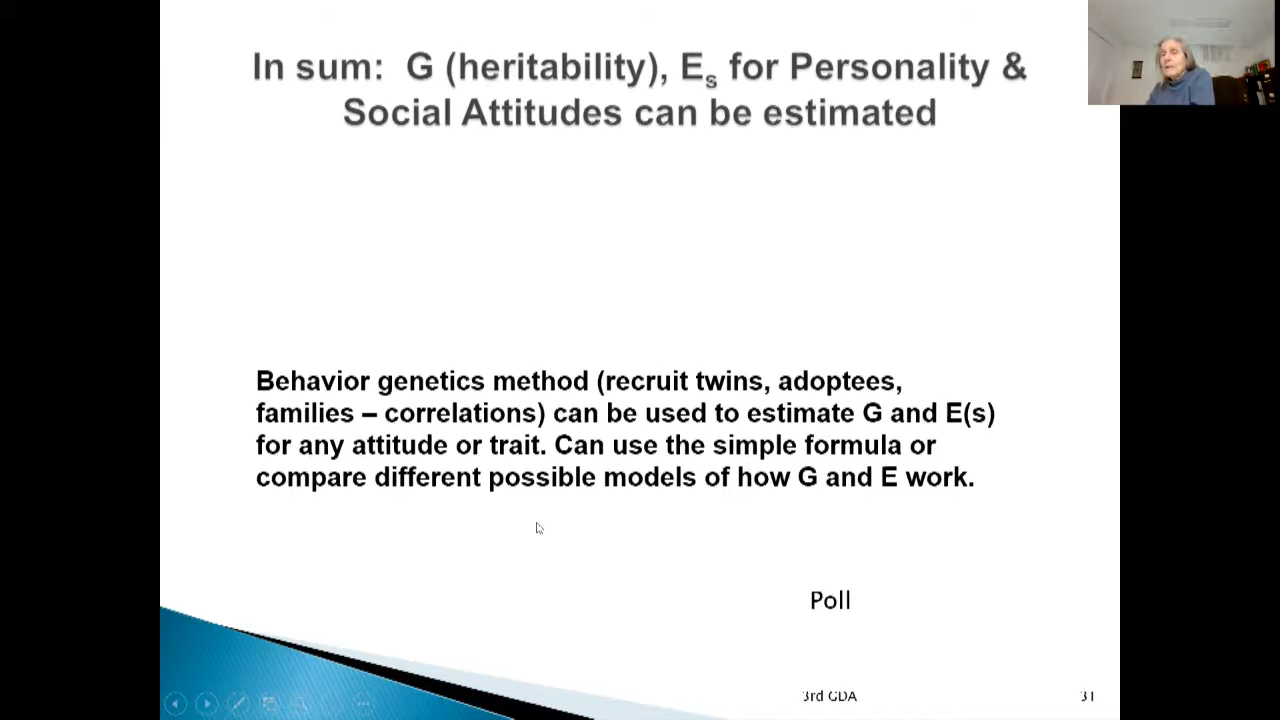 In sum: G (heritability), Es for Personality &
Social Attitudes can be estimated
Behavior genetics method (recruit twins, adoptees,
families – correlations) can be used to estimate G and E(s)
for any attitude or trait. Can use the simple formula or
compare different possible models of how G and E work.
Poll
3rd GDA
31